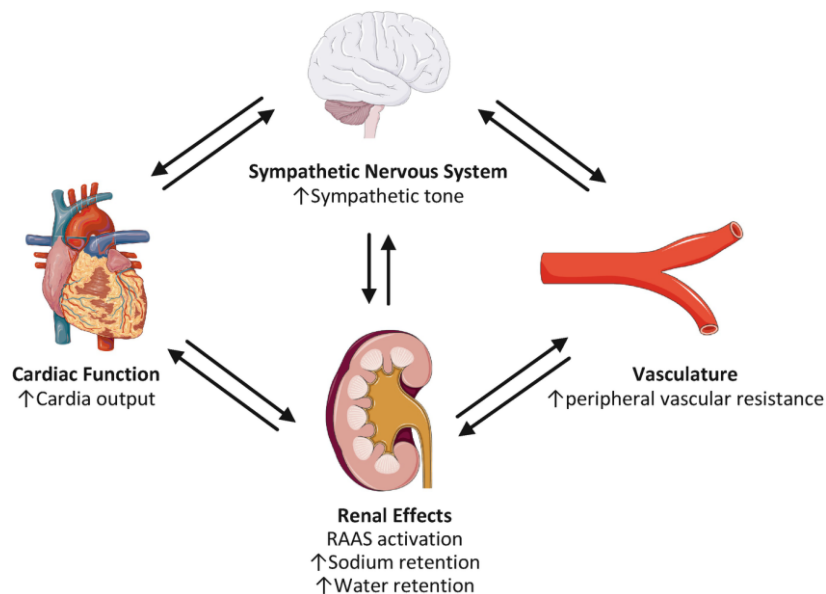 Sympathetic Nervous System
↑Sympathetic tone
Cardiac Function
↑Cardia output
Vasculature
↑peripheral vascular resistance
Renal Effects
RAAS activation
↑Sodium retention
↑Water retention